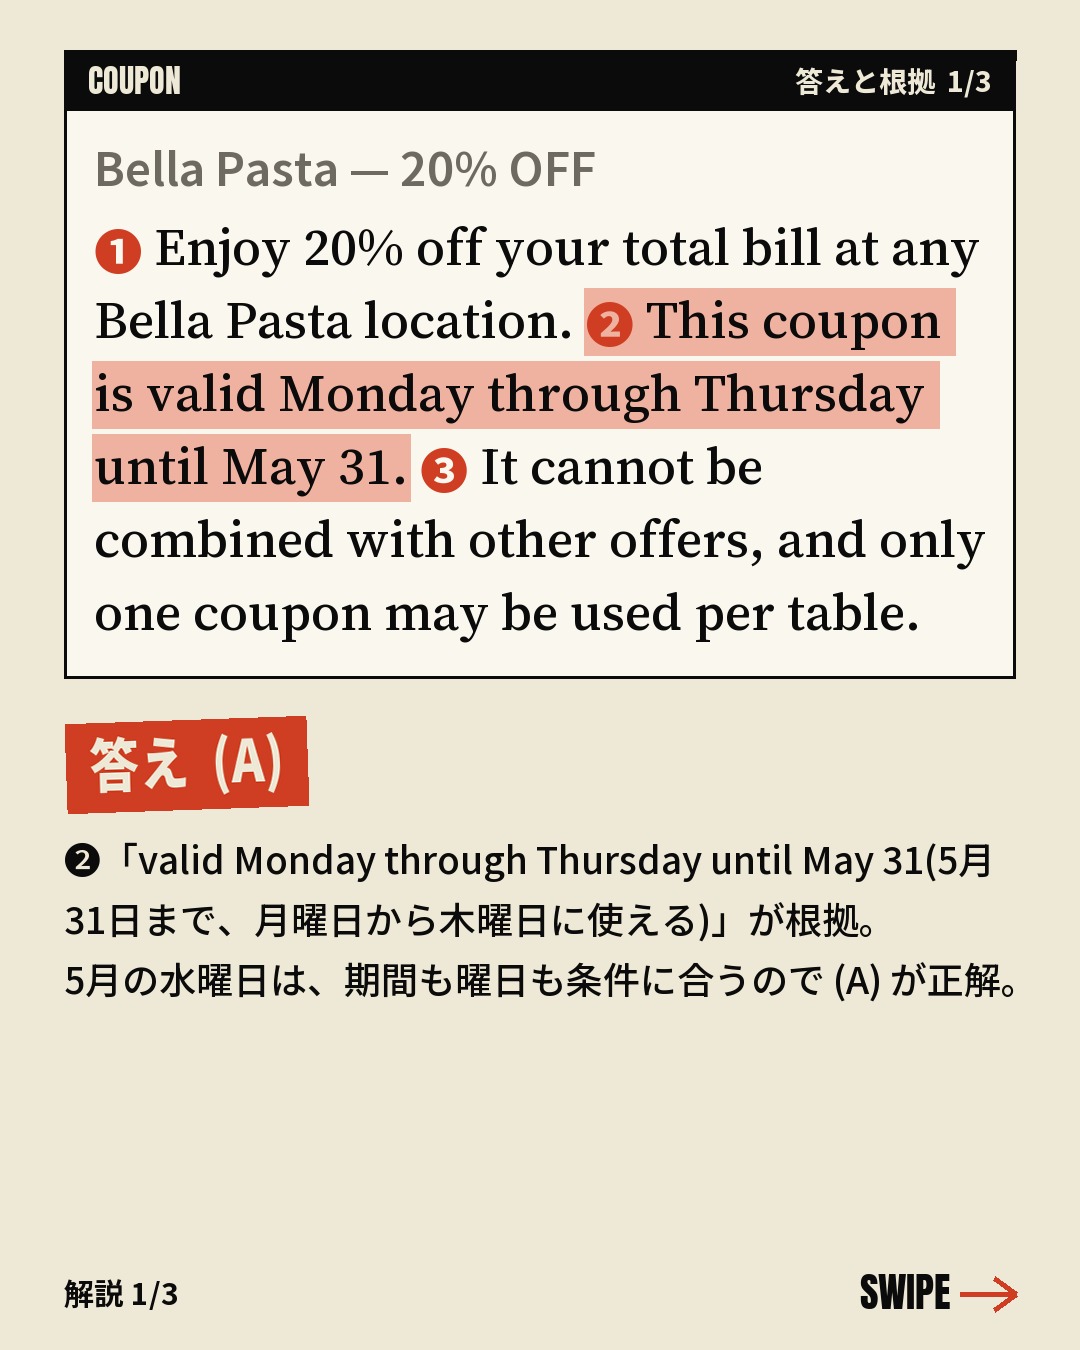 COUPON
答えと根拠 1/3
Bella Pasta — 20% OFF
❶ Enjoy 20% off your total bill at any
Bella Pasta location. ❷ This coupon
is valid Monday through Thursday
until May 31. ❸ It cannot be
combined with other offers, and only
one coupon may be used per table.
答え (A)
❷「valid Monday through Thursday until May 31(5月
31日まで、月曜日から木曜日に使える)」が根拠。
5月の水曜日は、期間も曜日も条件に合うので (A) が正解。
解説 1/3
SWIPE